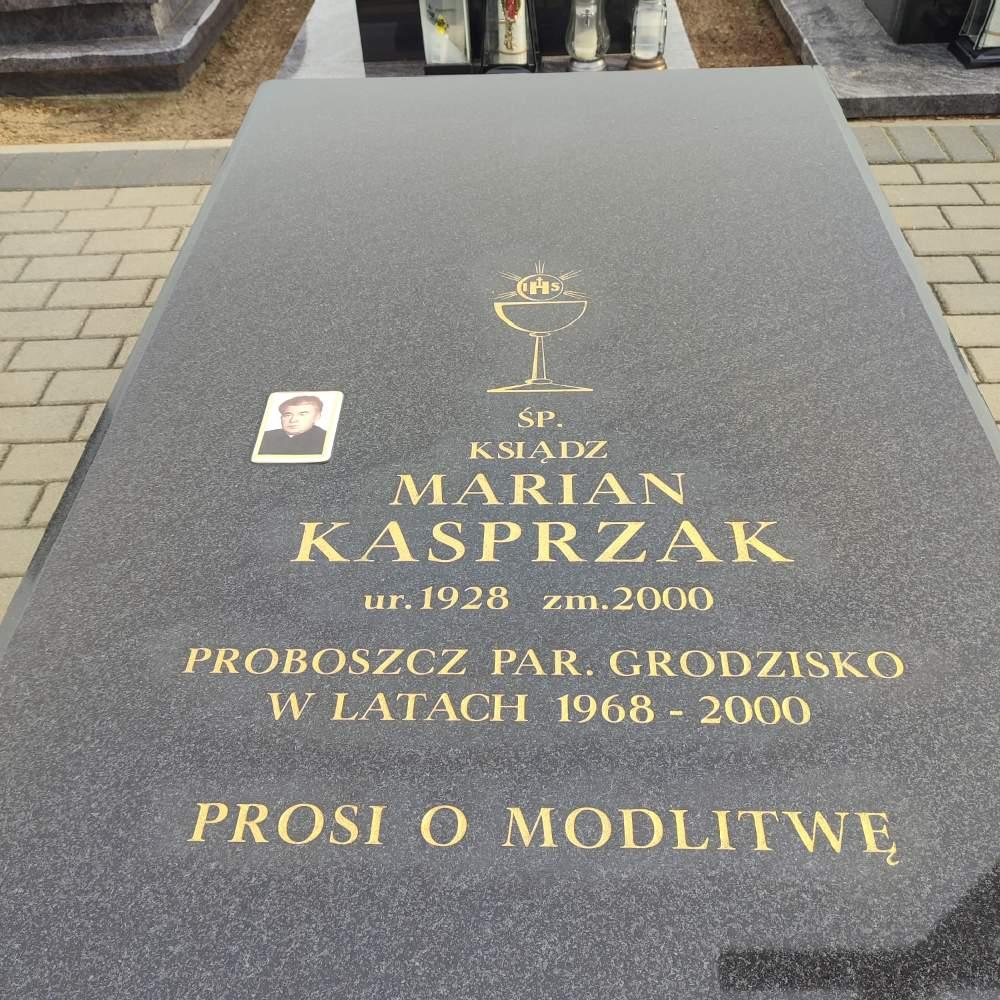 IHS
ŚP.
KSIĄDZ
MARIAN
KASPRZAK
ur.1928 zm.2000
PROBOSZCZ PAR. GRODZISKO
W LATACH 1968 - 2000
PROSI O MODLITWĘ